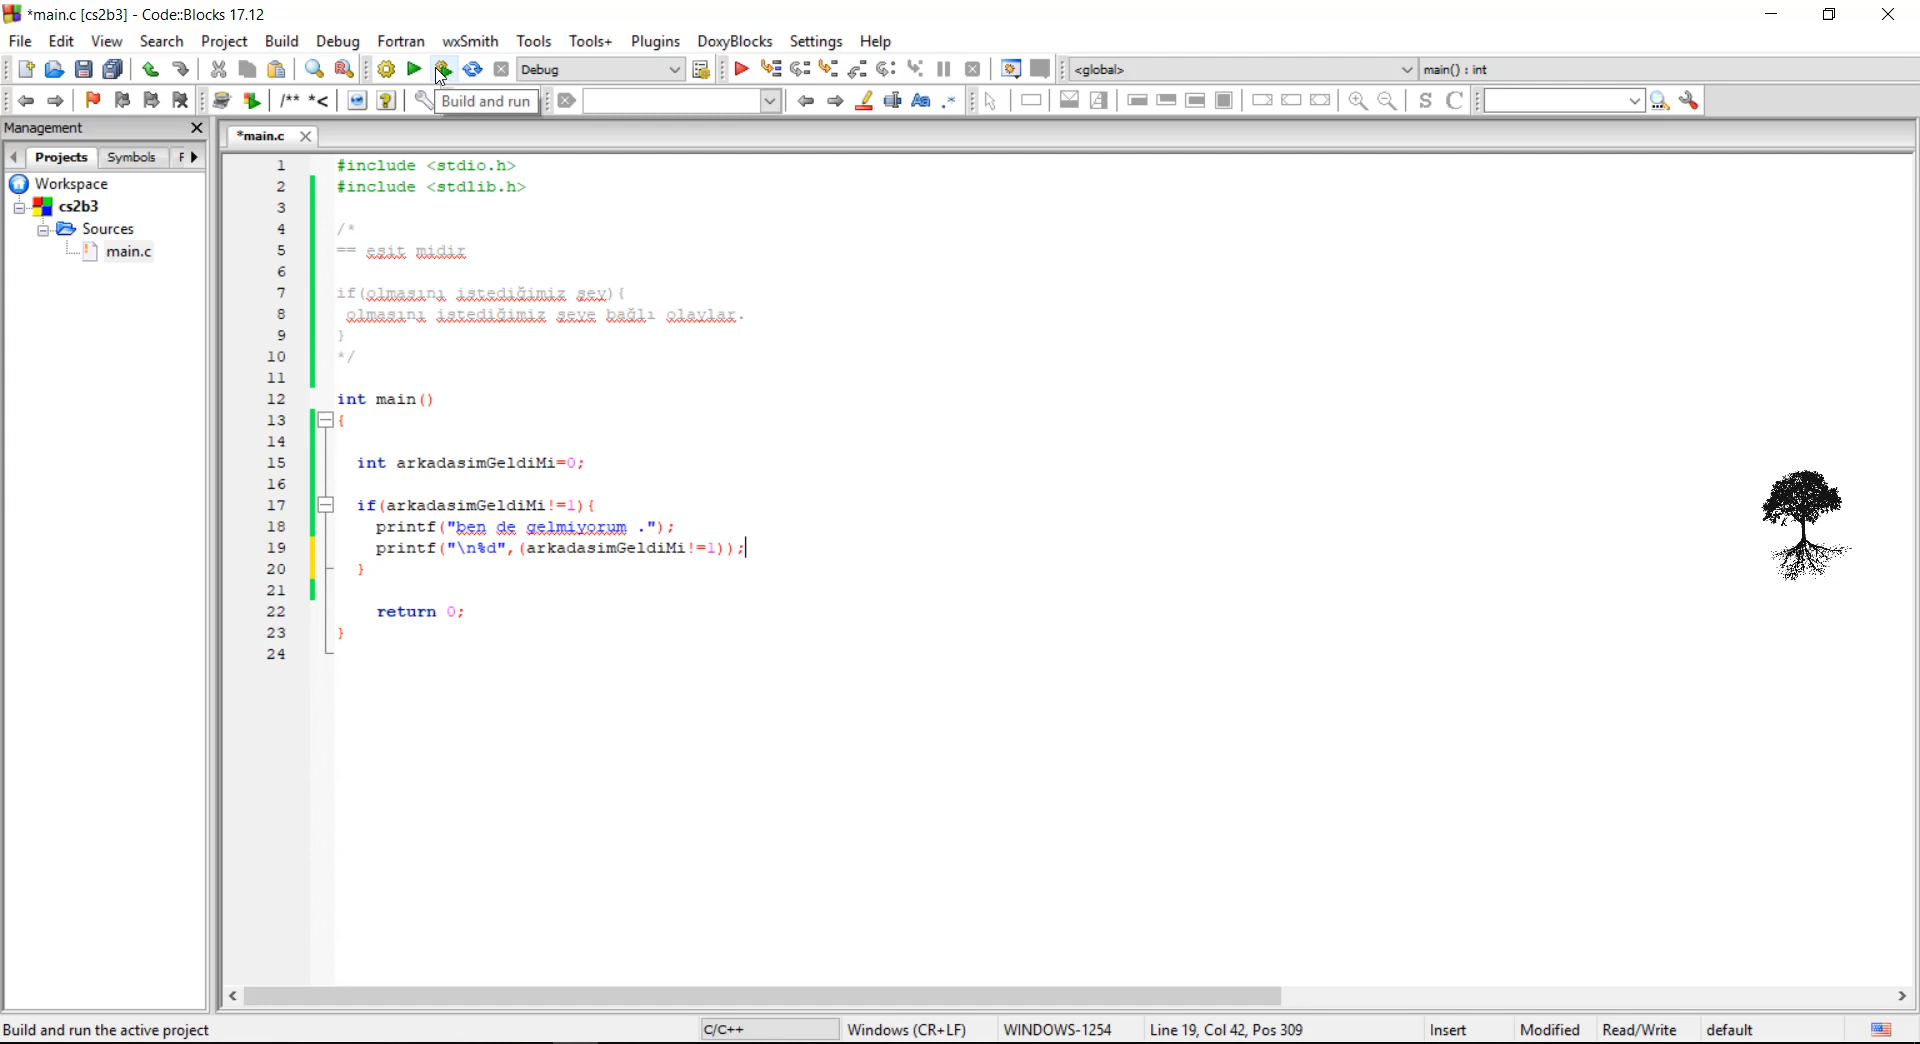 *main.c [cs2b3] - Code::Blocks 17.12
File Edit View Search Project Build Debug Fortran wxSmith Tools Tools+ Plugins DoxyBlocks Settings Help
Debug <global> main() : int
/** *< Build and run Aa .* S C
Management *main.c
Projects Symbols F
Workspace
cs2b3
Sources
main.c
1 #include <stdio.h>
2 #include <stdlib.h>
3
4 /*
5 == eşit midir
6
7 if(olmasını istediğimiz şey){
8 olmasını istediğimiz şeye bağlı olaylar.
9 }
10 */
11
12 int main()
13 {
14
15 int arkadasimGeldiMi=0;
16
17 if(arkadasimGeldiMi!=1){
18 printf("ben de gelmiyorum .");
19 printf("\n%d",(arkadasimGeldiMi!=1));
20 }
21
22 return 0;
23 }
24
Build and run the active project C/C++ Windows (CR+LF) WINDOWS-1254 Line 19, Col 42, Pos 309 Insert Modified Read/Write default